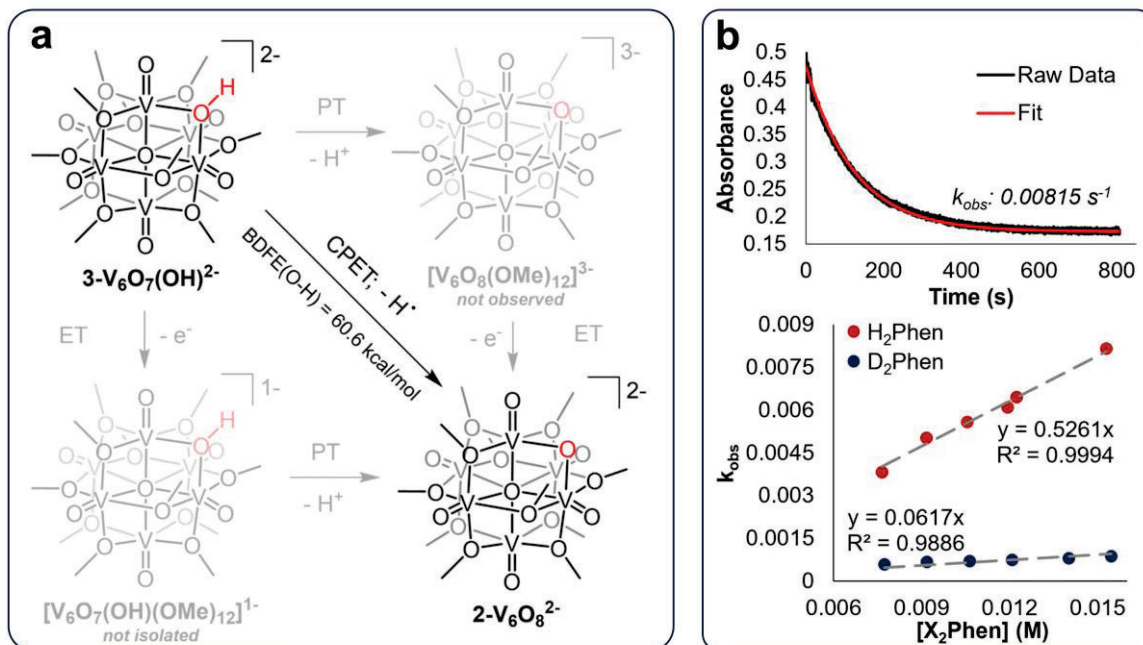 a
2-
O
H
O O V O
O V V O
V O V
O O O
O V O
O
3-V₆O₇(OH)²⁻
PT
- H⁺
3-
O
O O V O
O V V O
V O V
O O O
O V O
O
[V₆O₈(OMe)₁₂]³⁻
not observed
CPET; - H•
BDFE(O-H) = 60.6 kcal/mol
ET
- e⁻
- e⁻
ET
1-
O
H
O O V O
O V V O
V O V
O O O
O V O
O
[V₆O₇(OH)(OMe)₁₂]¹⁻
not isolated
PT
- H⁺
2-
O
O O V O
O V V O
V O V
O O O
O V O
O
2-V₆O₈²⁻
b
Absorbance
0.5
0.45
0.4
0.35
0.3
0.25
0.2
0.15
Raw Data
Fit
k_obs: 0.00815 s⁻¹
0 200 400 600 800
Time (s)
k_obs
0.009
0.0075
0.006
0.0045
0.003
0.0015
0
H₂Phen
D₂Phen
y = 0.5261x
R² = 0.9994
y = 0.0617x
R² = 0.9886
0.006 0.009 0.012 0.015
[X₂Phen] (M)